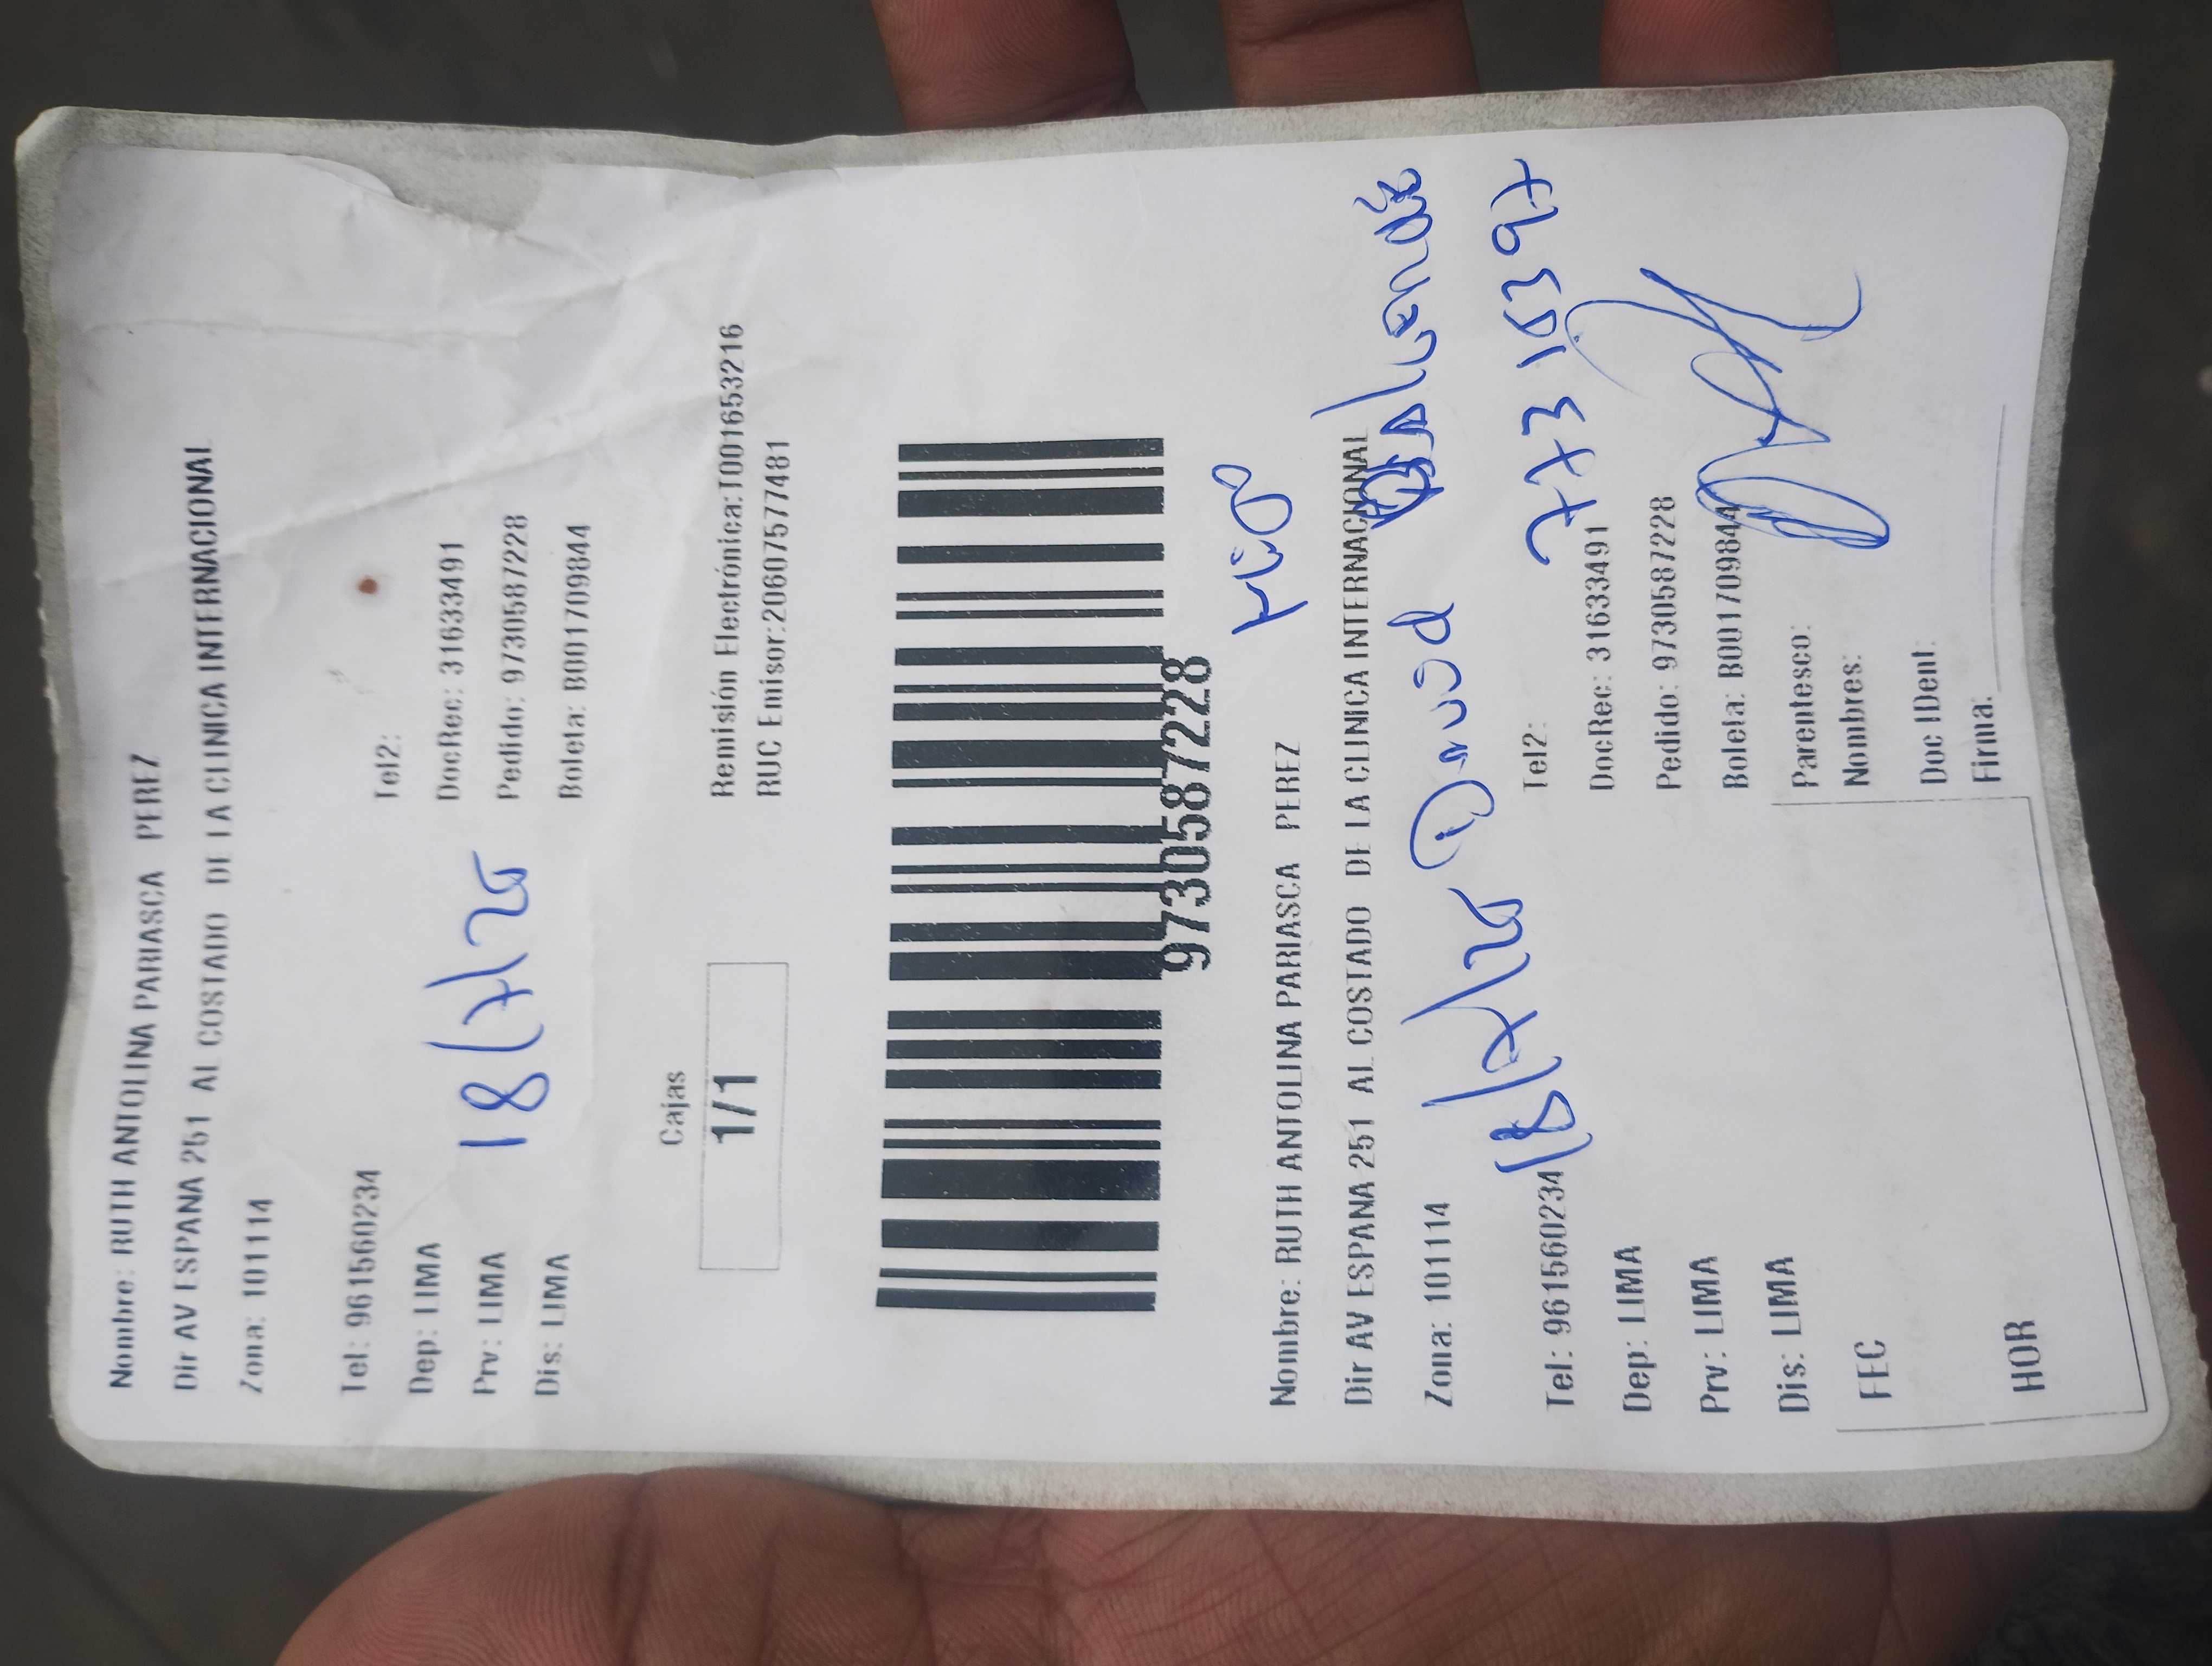 Nombre: RUTH ANTOLINA PARIASCA PEREZ
Dir AV ESPANA 251 AL COSTADO DE LA CLINICA INTERNACIONAL
Zona: 101114
Tel: 961560234 Tel2:
Dep: LIMA DocRec: 31633491
Prv: LIMA 18/7/25 Pedido: 9730587228
Dis: LIMA Boleta: B001709844
Cajas
1/1
Remisión Electrónica:T001653216
RUC Emisor:20607577481
9730587228
Hijo
Nombre: RUTH ANTOLINA PARIASCA PEREZ
Dir AV ESPANA 251 AL COSTADO DE LA CLINICA INTERNACIONAL
Zona: 101114
18/7/25 David
Tel: 961560234 Tel2:
77310397
Dep: LIMA DocRec: 31633491
Prv: LIMA Pedido: 9730587228
Dis: LIMA Boleta: B001709844
FEC Parentesco:
Nombres:
HOR Doc IDent:
Firma: